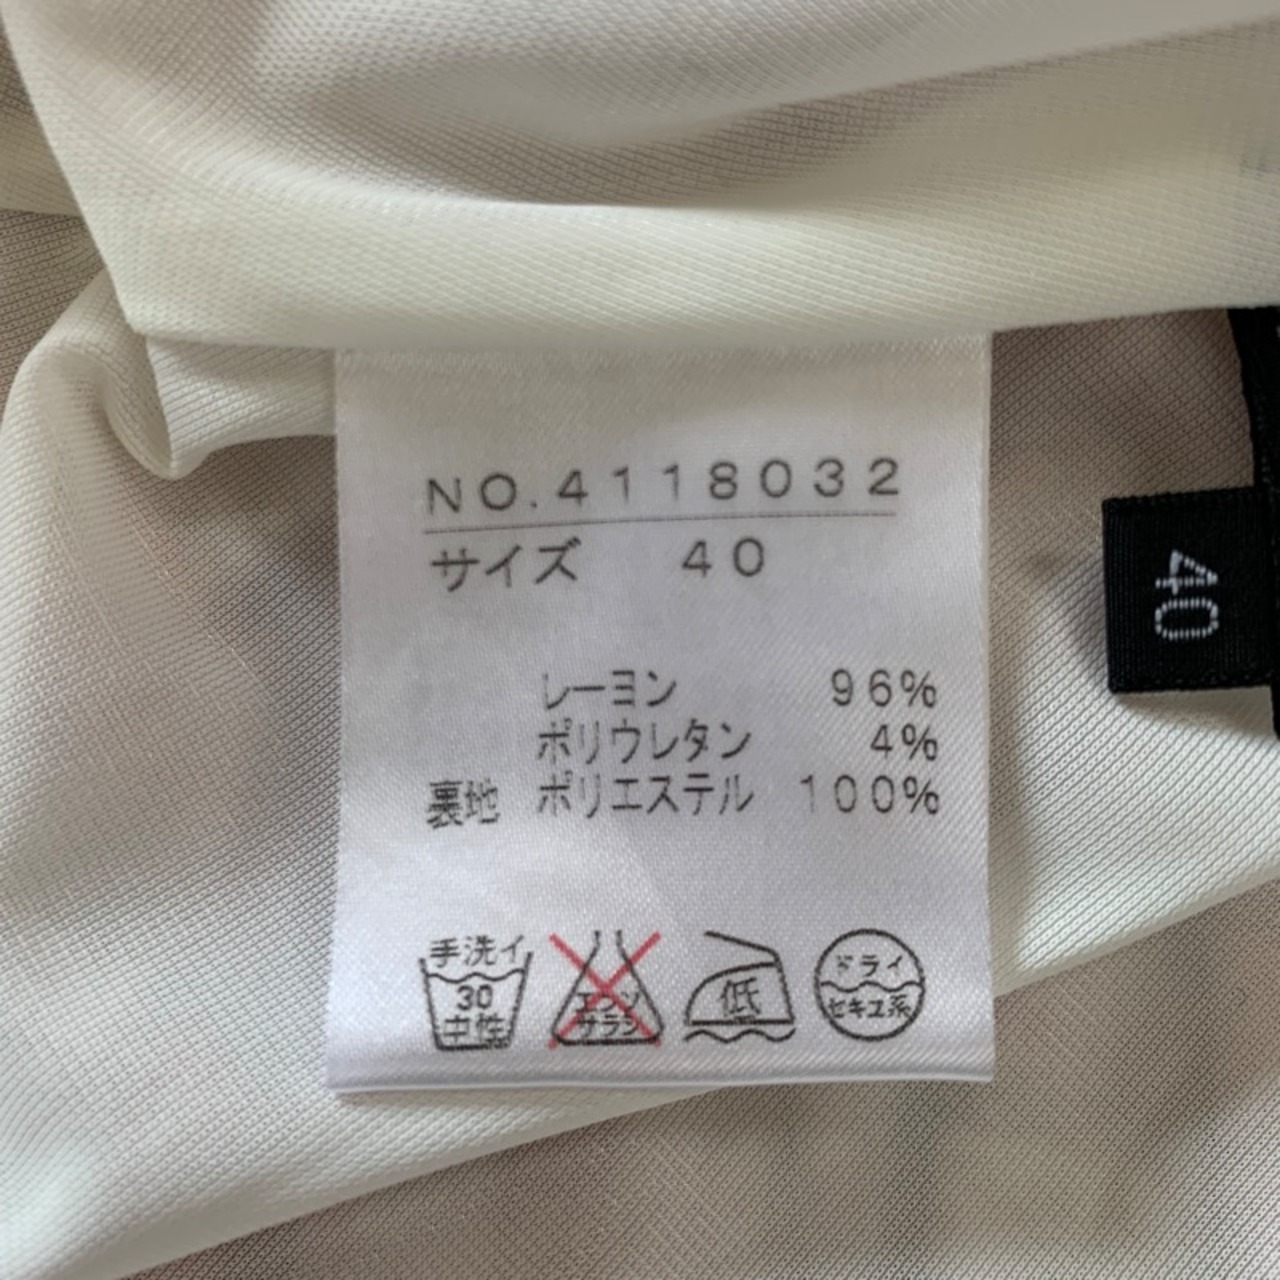 NO.4118032
サイズ 40
レーヨン 96%
ポリウレタン 4%
裏地 ポリエステル 100%
手洗イ
30
中性
エンソ
サラシ
低
ドライ
セキユ系
40